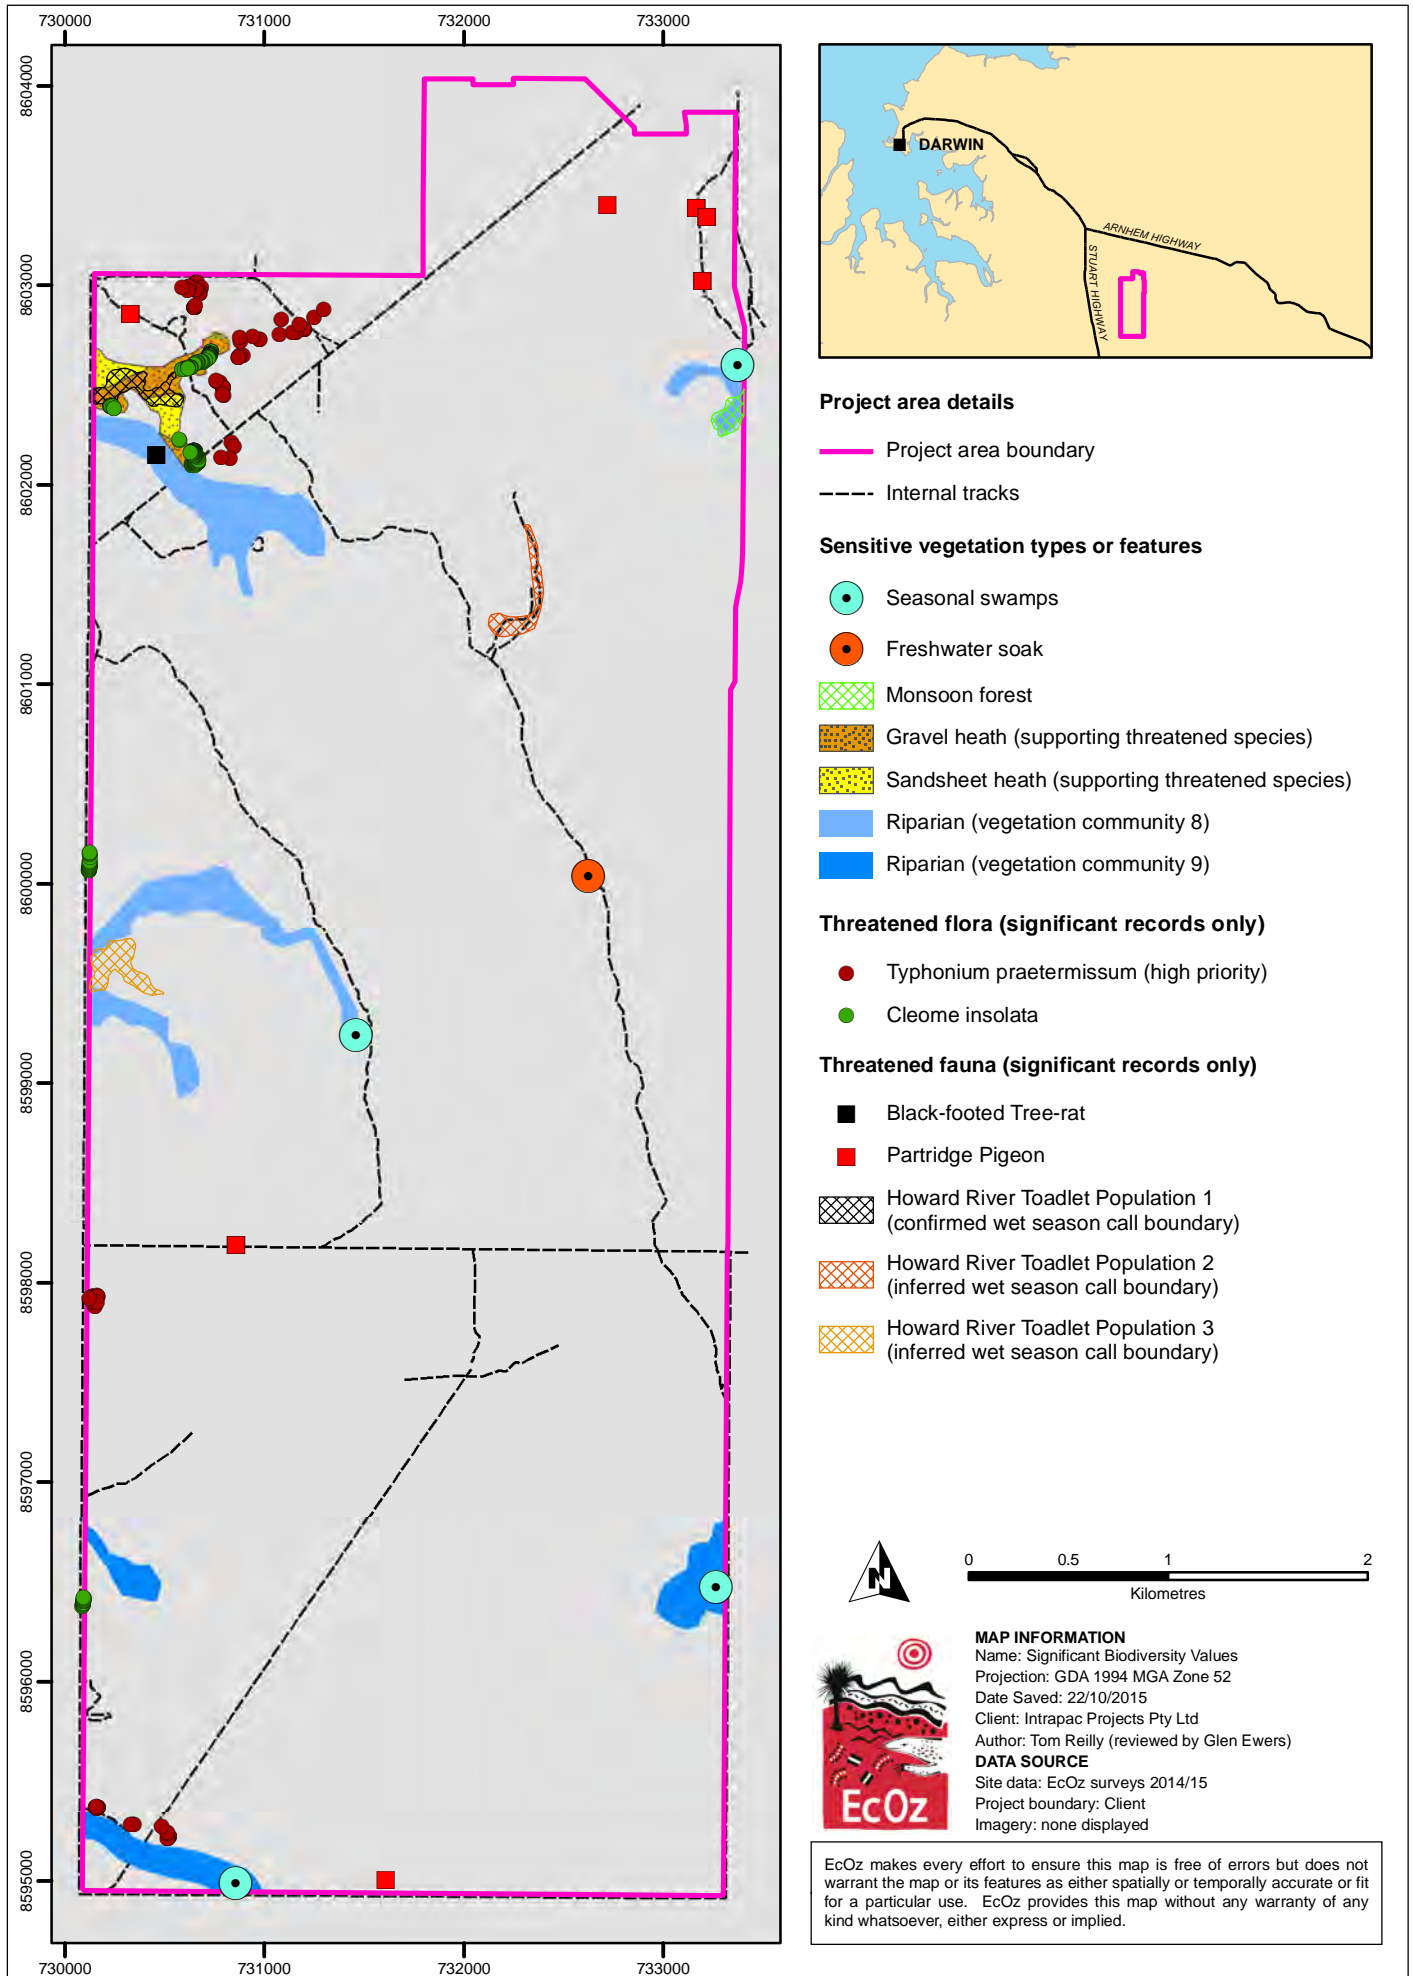 730000 731000 732000 733000
8604000
8603000
8602000
8601000
8600000
8599000
8598000
8597000
8596000
8595000
730000 731000 732000 733000
DARWIN
ARNHEM HIGHWAY
STUART HIGHWAY
Project area details
Project area boundary
Internal tracks
Sensitive vegetation types or features
Seasonal swamps
Freshwater soak
Monsoon forest
Gravel heath (supporting threatened species)
Sandsheet heath (supporting threatened species)
Riparian (vegetation community 8)
Riparian (vegetation community 9)
Threatened flora (significant records only)
Typhonium praetermissum (high priority)
Cleome insolata
Threatened fauna (significant records only)
Black-footed Tree-rat
Partridge Pigeon
Howard River Toadlet Population 1
(confirmed wet season call boundary)
Howard River Toadlet Population 2
(inferred wet season call boundary)
Howard River Toadlet Population 3
(inferred wet season call boundary)
N
0 0.5 1 2
Kilometres
EcOz
MAP INFORMATION
Name: Significant Biodiversity Values
Projection: GDA 1994 MGA Zone 52
Date Saved: 22/10/2015
Client: Intrapac Projects Pty Ltd
Author: Tom Reilly (reviewed by Glen Ewers)
DATA SOURCE
Site data: EcOz surveys 2014/15
Project boundary: Client
Imagery: none displayed
EcOz makes every effort to ensure this map is free of errors but does not
warrant the map or its features as either spatially or temporally accurate or fit
for a particular use. EcOz provides this map without any warranty of any
kind whatsoever, either express or implied.